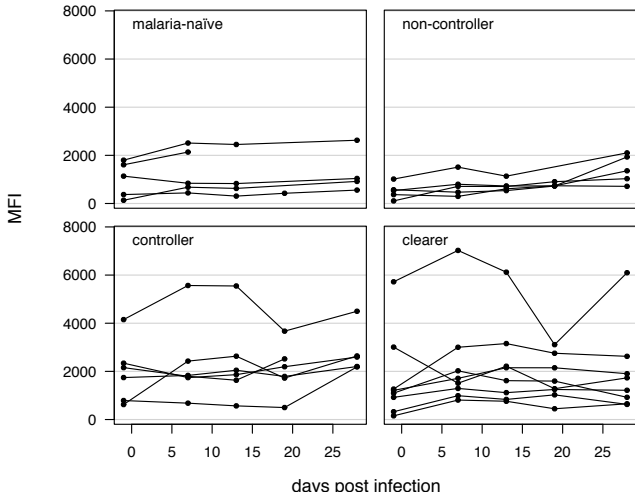 8000
6000
4000
2000
0
malaria-naïve
non-controller
MFI
8000
6000
4000
2000
0
controller
clearer
0 5 10 15 20 25
0 5 10 15 20 25
days post infection